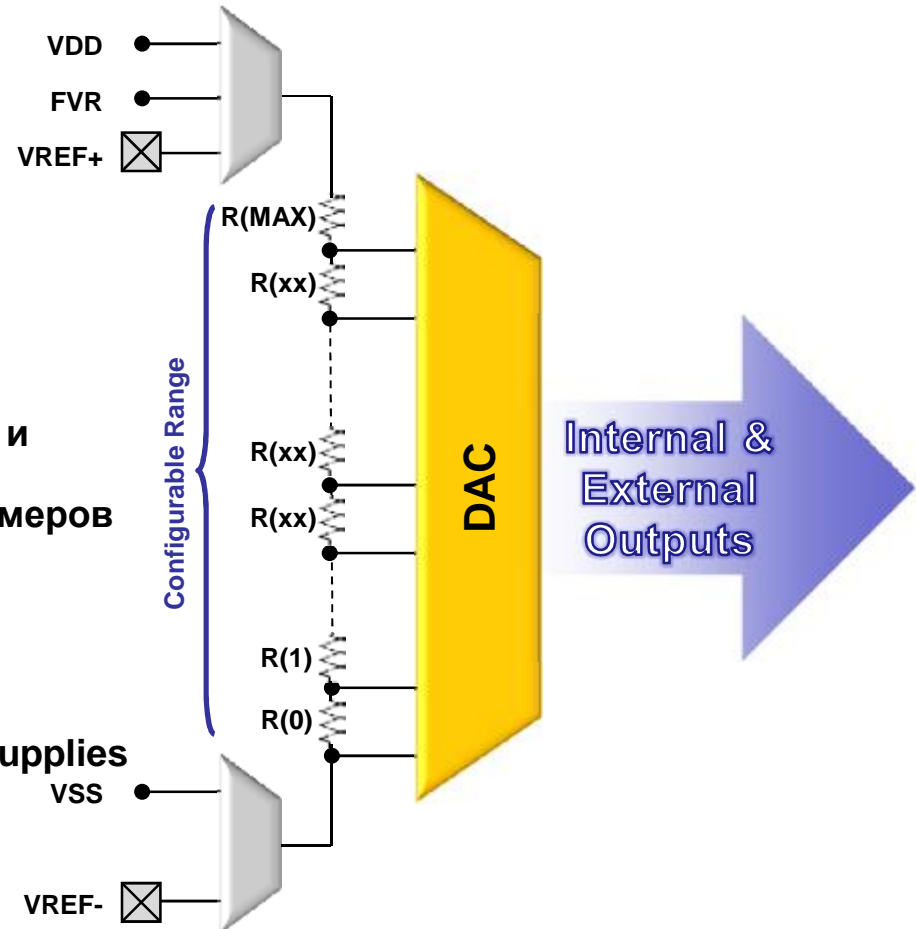 VDD
FVR
VREF+
R(MAX)
R(xx)
Configurable Range
и
R(xx)
меров
R(xx)
DAC
Internal &
External
Outputs
R(1)
R(0)
upplies
VSS
VREF-